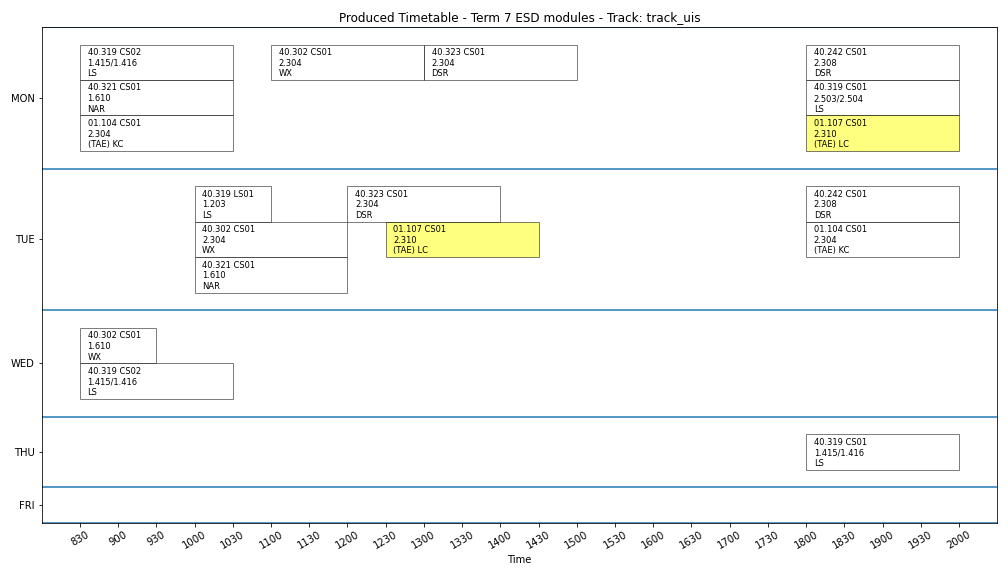 Produced Timetable - Term 7 ESD modules - Track: track_uis
MON
40.319 CS02
1.415/1.416
LS
40.321 CS01
1.610
NAR
01.104 CS01
2.304
(TAE) KC
40.302 CS01
2.304
WX
40.323 CS01
2.304
DSR
40.242 CS01
2.308
DSR
40.319 CS01
2.503/2.504
LS
01.107 CS01
2.310
(TAE) LC
TUE
40.319 LS01
1.203
LS
40.302 CS01
2.304
WX
40.321 CS01
1.610
NAR
40.323 CS01
2.304
DSR
01.107 CS01
2.310
(TAE) LC
40.242 CS01
2.308
DSR
01.104 CS01
2.304
(TAE) KC
WED
40.302 CS01
1.610
WX
40.319 CS02
1.415/1.416
LS
THU
40.319 CS01
1.415/1.416
LS
FRI
830 900 930 1000 1030 1100 1130 1200 1230 1300 1330 1430 1500 1600 1630 1700 1730 1800 1830 1900 1930 2000
Time